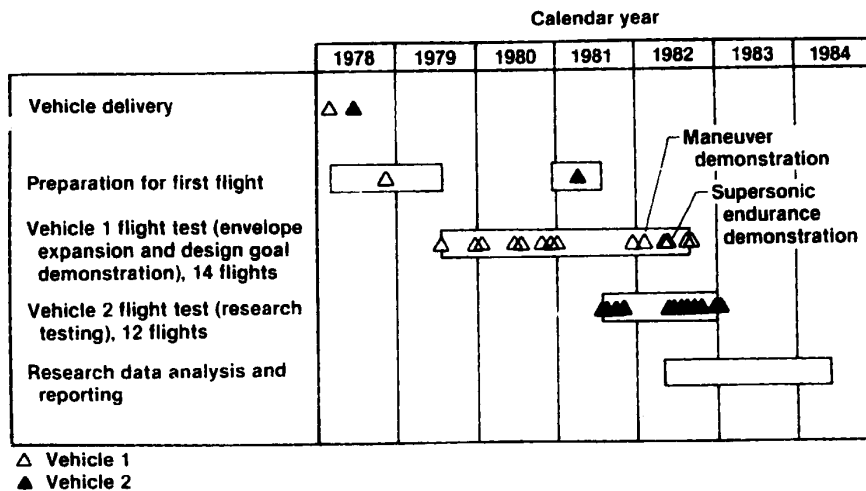 Calendar year
1978 1979 1980 1981 1982 1983 1984
Vehicle delivery
Maneuver
demonstration
Preparation for first flight
Supersonic
endurance
demonstration
Vehicle 1 flight test (envelope
expansion and design goal
demonstration), 14 flights
Vehicle 2 flight test (research
testing), 12 flights
Research data analysis and
reporting
Vehicle 1
Vehicle 2